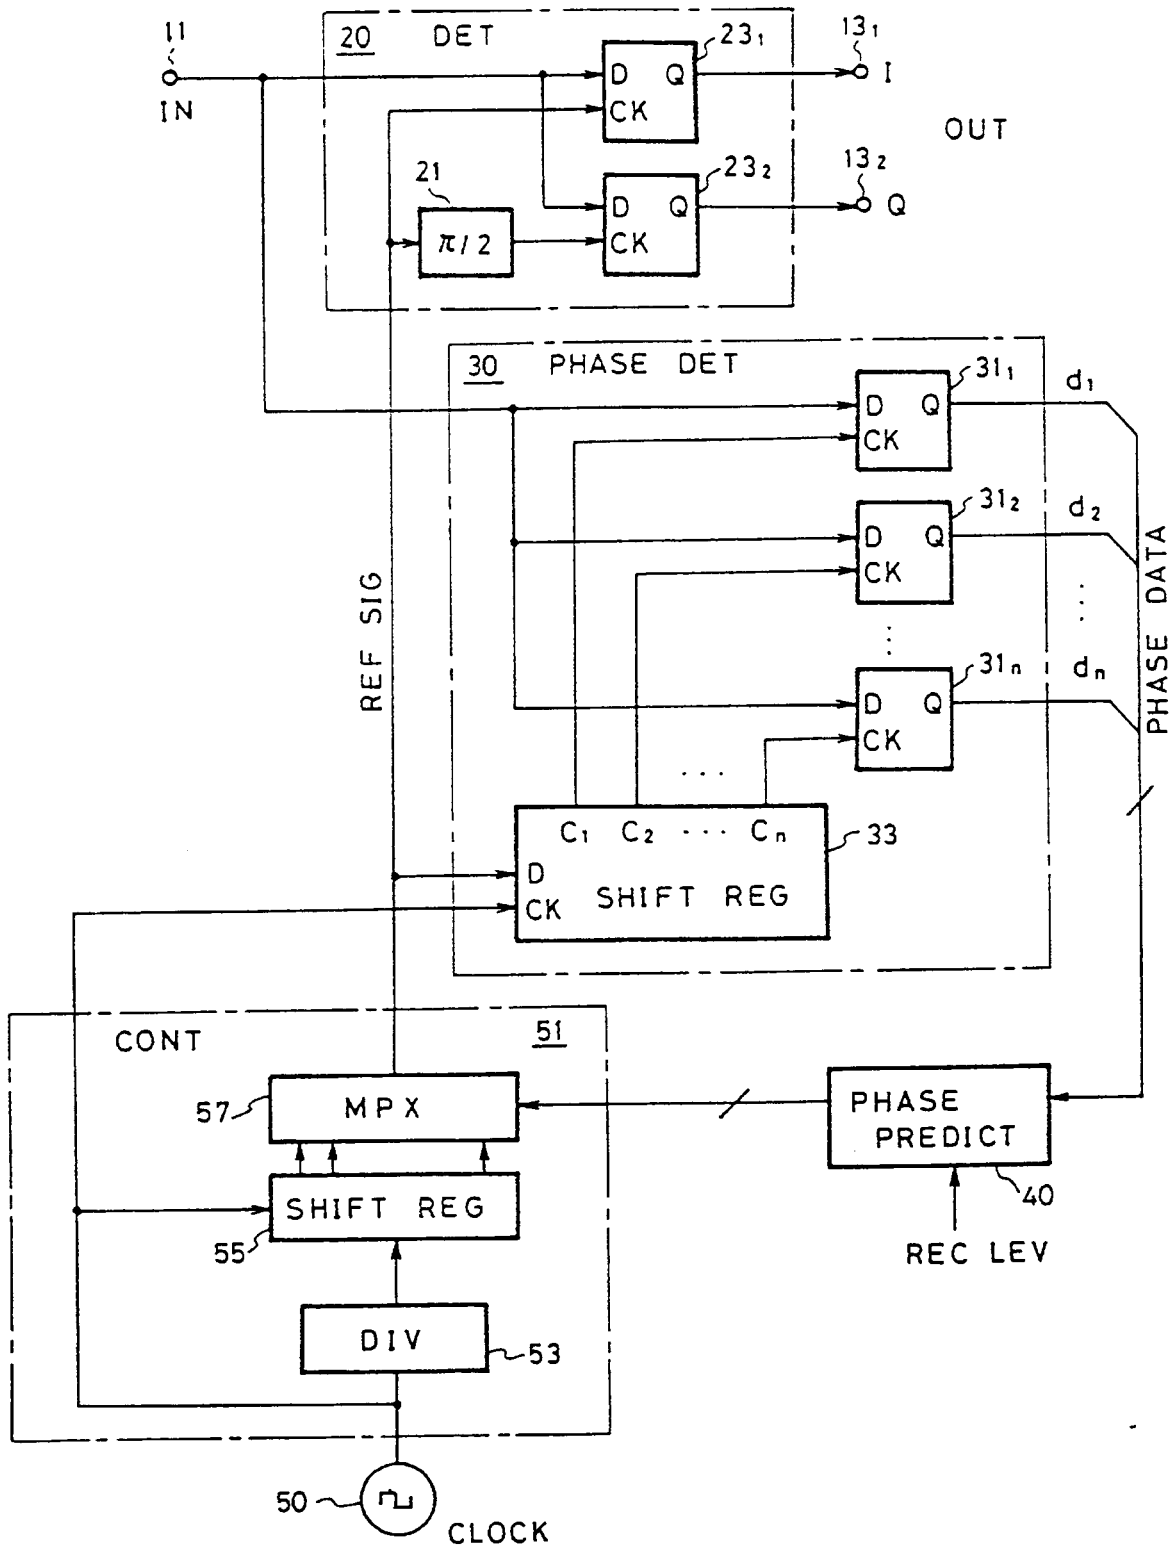 11
IN
20 DET
23₁
D Q
CK
13₁
I
OUT
21
π/2
23₂
D Q
CK
13₂
Q
30 PHASE DET
31₁
D Q
CK
d₁
31₂
D Q
CK
d₂
31ₙ
D Q
CK
dₙ
PHASE DATA
REF SIG
C₁ C₂ ··· Cₙ
D
CK
SHIFT REG
33
CONT 51
57
MPX
SHIFT REG
55
DIV
53
PHASE
PREDICT
40
REC LEV
50
CLOCK